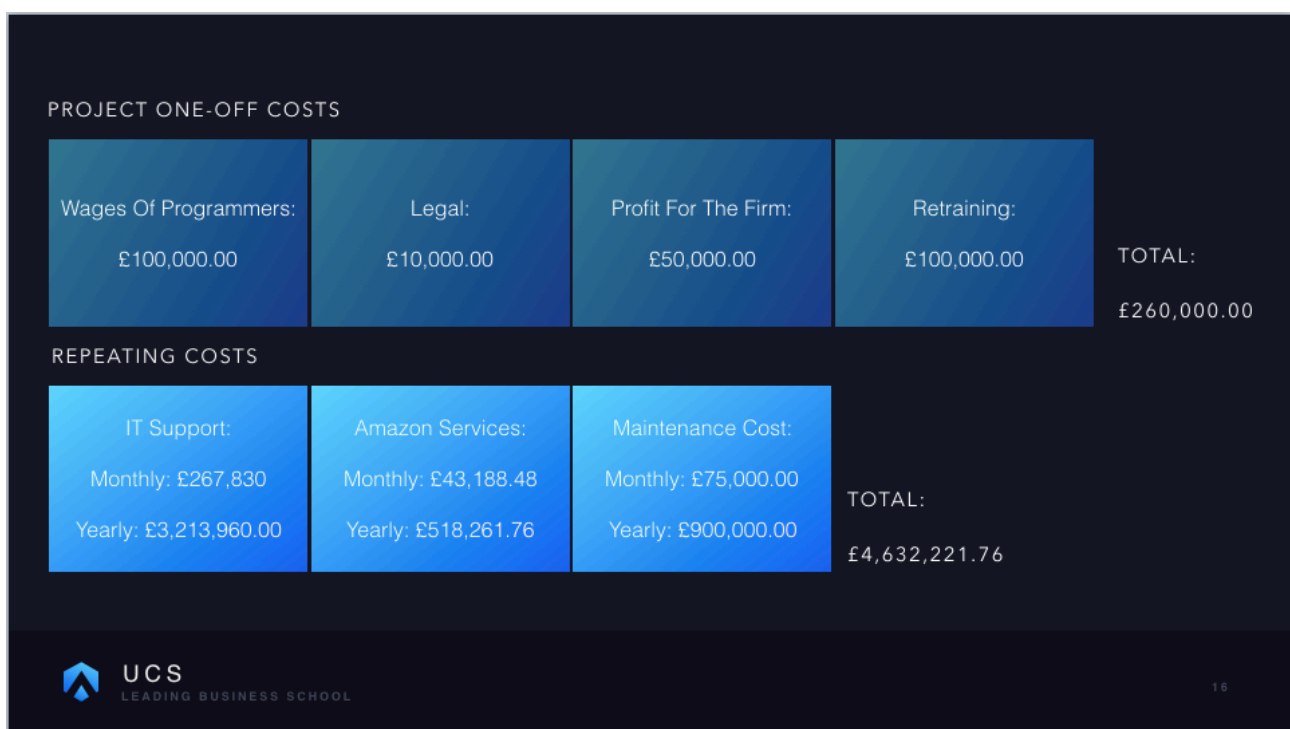 PROJECT ONE-OFF COSTS
Wages Of Programmers:
£100,000.00
Legal:
£10,000.00
Profit For The Firm:
£50,000.00
Retraining:
£100,000.00
TOTAL:
£260,000.00
REPEATING COSTS
IT Support:
Monthly: £267,830
Yearly: £3,213,960.00
Amazon Services:
Monthly: £43,188.48
Yearly: £518,261.76
Maintenance Cost:
Monthly: £75,000.00
Yearly: £900,000.00
TOTAL:
£4,632,221.76
UCS
LEADING BUSINESS SCHOOL
16